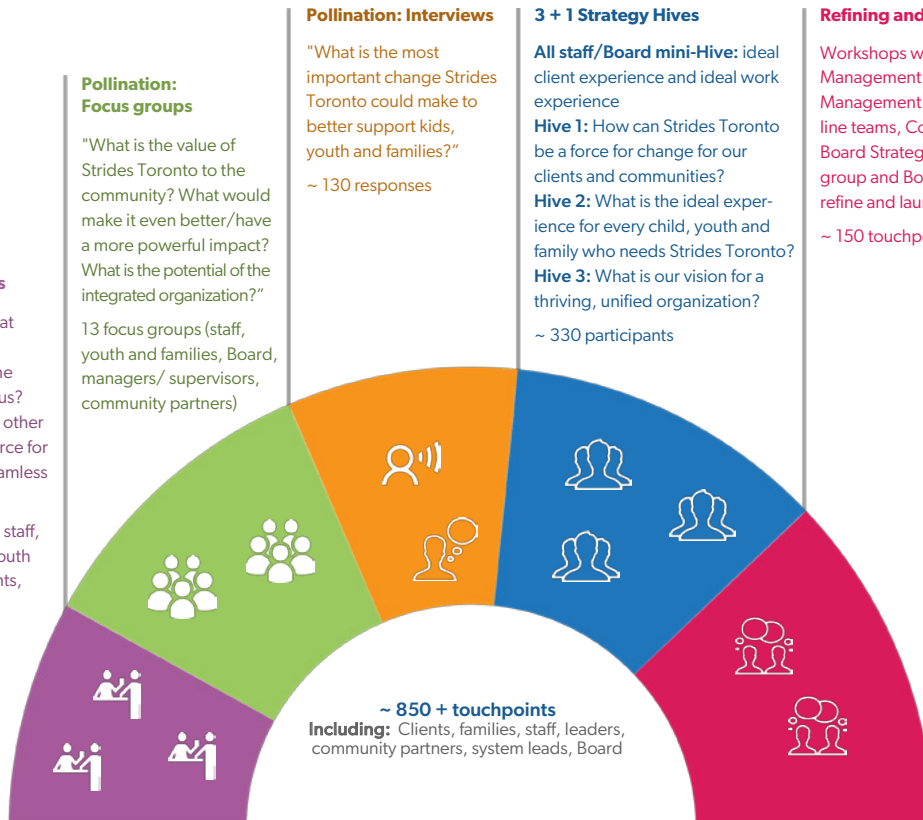 s
at
ne
us?
other
rce for
amless
staff,
outh
nts,
Pollination:
Focus groups
"What is the value of
Strides Toronto to the
community? What would
make it even better/have
a more powerful impact?
What is the potential of the
integrated organization?”
13 focus groups (staff,
youth and families, Board,
managers/ supervisors,
community partners)
Pollination: Interviews
"What is the most
important change Strides
Toronto could make to
better support kids,
youth and families?”
~ 130 responses
3 + 1 Strategy Hives
All staff/Board mini-Hive: ideal
client experience and ideal work
experience
Hive 1: How can Strides Toronto
be a force for change for our
clients and communities?
Hive 2: What is the ideal exper-
ience for every child, youth and
family who needs Strides Toronto?
Hive 3: What is our vision for a
thriving, unified organization?
~ 330 participants
Refining and
Workshops w
Management
Management
line teams, Co
Board Strateg
group and Bo
refine and lau
~ 150 touchp
~ 850 + touchpoints
Including: Clients, families, staff, leaders,
community partners, system leads, Board